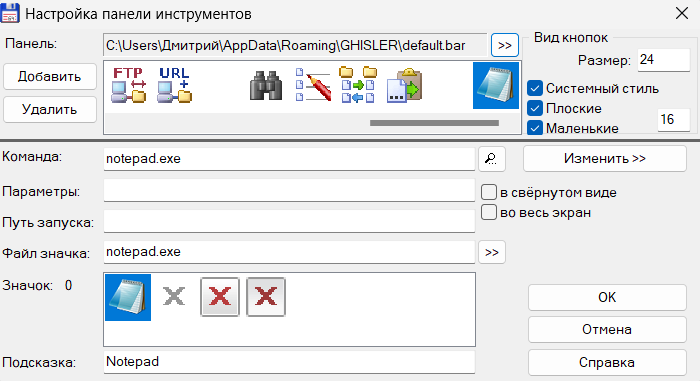 Настройка панели инструментов
Панель: C:\Users\Дмитрий\AppData\Roaming\GHISLER\default.bar >>
Вид кнопок
Размер: 24
Добавить
FTP URL
Системный стиль
Удалить
Плоские
Маленькие 16
Команда: notepad.exe
Изменить >>
Параметры:
в свёрнутом виде
Путь запуска:
во весь экран
Файл значка: notepad.exe >>
Значок: 0
OK
Отмена
Подсказка: Notepad
Справка